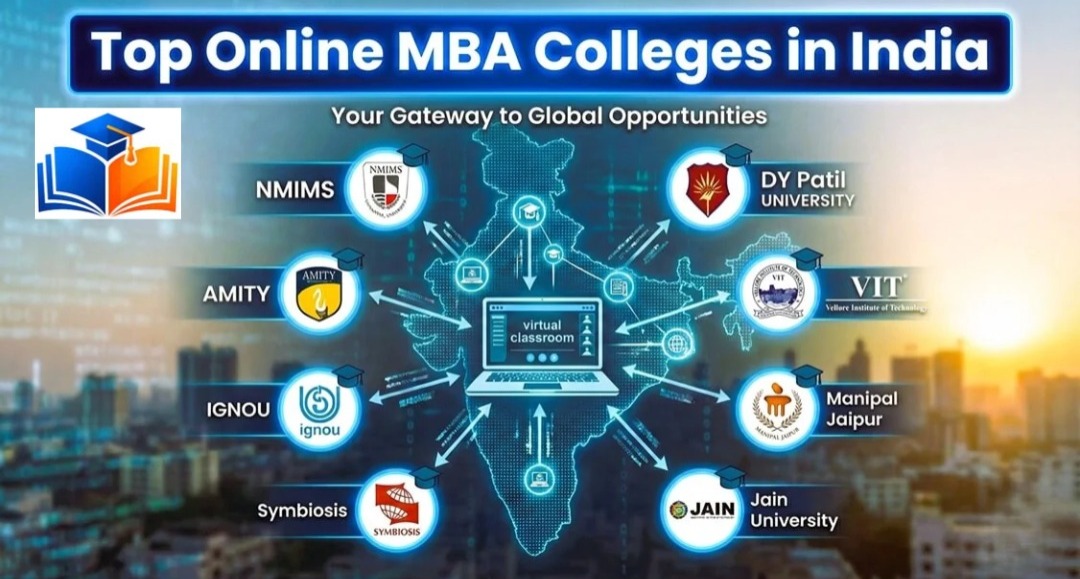 Top Online MBA Colleges in India
Your Gateway to Global Opportunities
NMIMS
NMIMS
DY Patil
UNIVERSITY
AMITY
AMITY
virtual
classroom
VIT
VIT
Vellore Institute of Technology
IGNOU
ignou
Manipal
Jaipur
MANIPAL JAIPUR
Symbiosis
SYMBIOSIS
JAIN
Jain
University